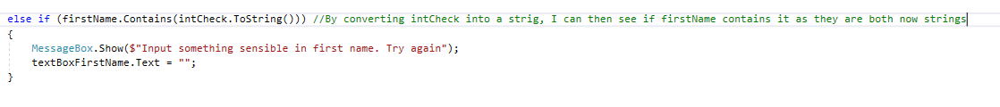 else if (firstName.Contains(intCheck.ToString())) //By converting intCheck into a strig, I can then see if firstName contains it as they are both now strings
{
MessageBox.Show($"Input something sensible in first name. Try again");
textBoxFirstName.Text = "";
}